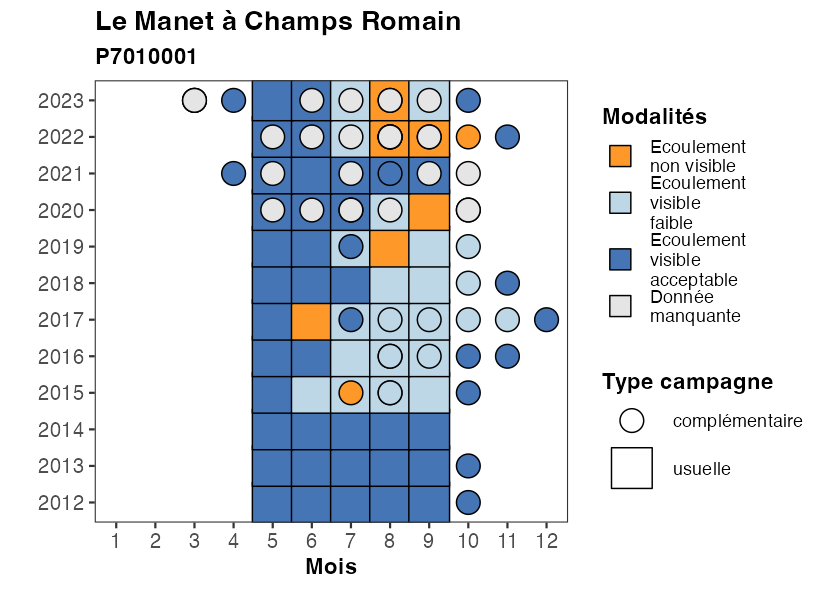 Le Manet à Champs Romain
P7010001
2023
2022
2021
2020
2019
2018
2017
2016
2015
2014
2013
2012
1 2 3 4 5 6 7 8 9 10 11 12
Mois
Modalités
Ecoulement
non visible
Ecoulement
visible
faible
Ecoulement
visible
acceptable
Donnée
manquante
Type campagne
complémentaire
usuelle